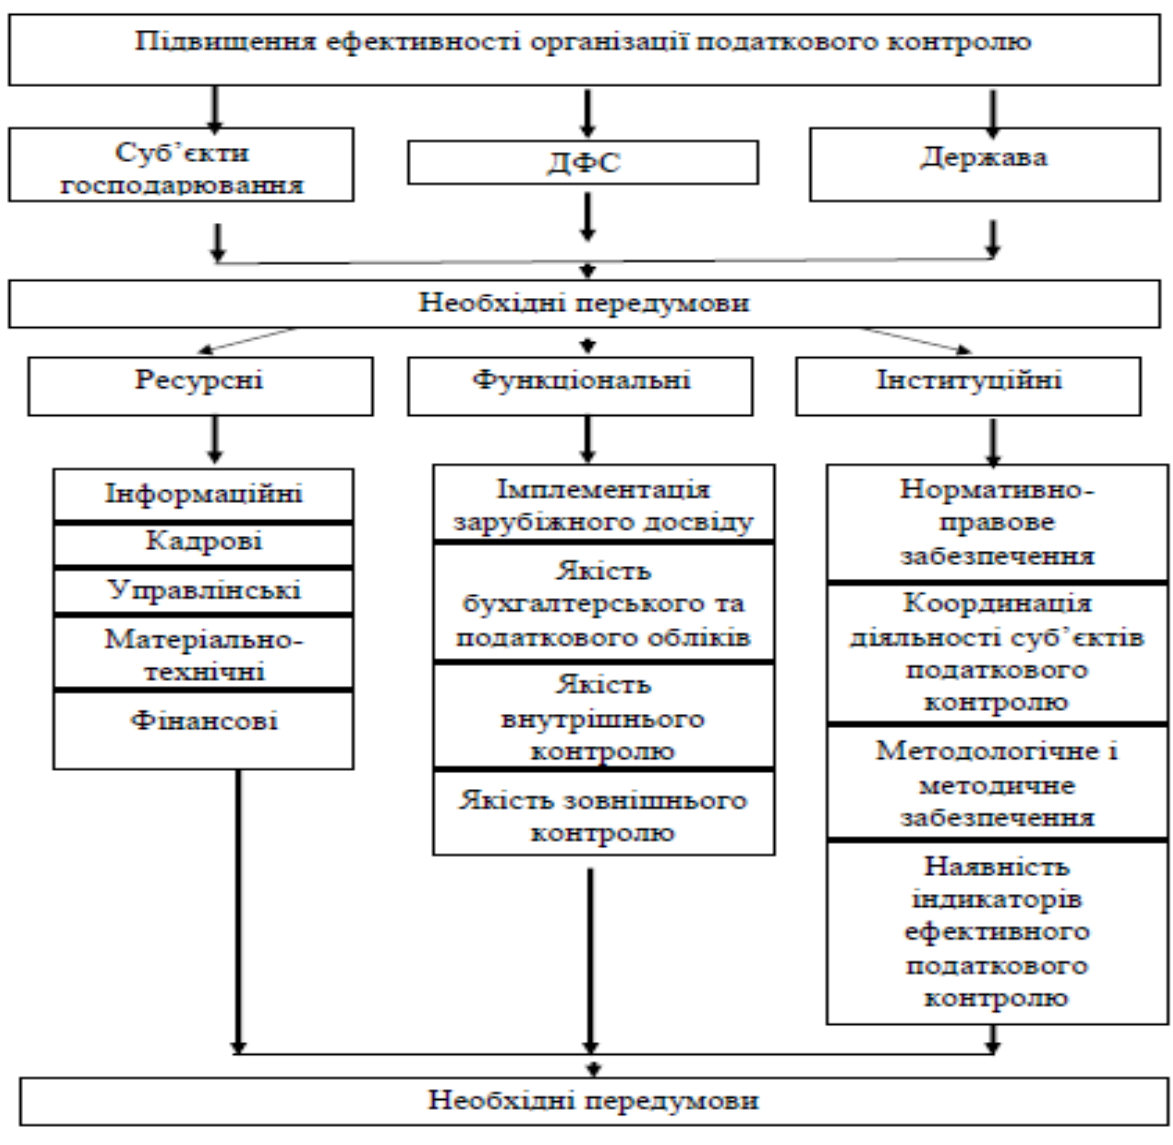 Підвищення ефективності організації податкового контролю
Суб’єкти
господарювання
ДФС
Держава
Необхідні передумови
Ресурсні
Функціональні
Інституційні
Інформаційні
Кадрові
Управлінські
Матеріально-
технічні
Фінансові
Імплементація
зарубіжного досвіду
Якість
бухгалтерського та
податкового обліків
Якість
внутрішнього
контролю
Якість зовнішнього
контролю
Нормативно-
правове
забезпечення
Координація
діяльності суб’єктів
податкового
контролю
Методологічне і
методичне
забезпечення
Наявність
індикаторів
ефективного
податкового
контролю
Необхідні передумови